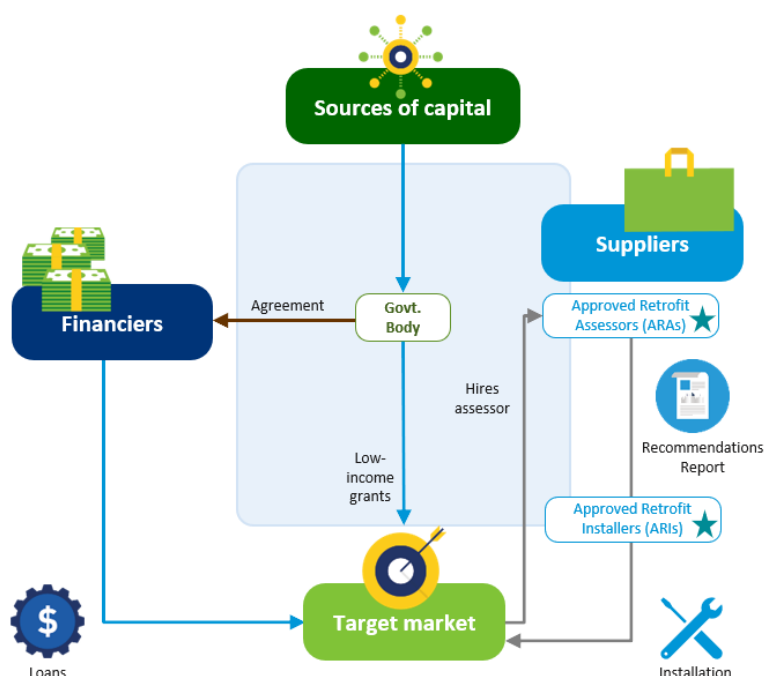 Sources of capital
Suppliers
Financiers
Agreement
Govt.
Body
Approved Retrofit
Assessors (ARAs)
Hires
assessor
Recommendations
Report
Low-
income
grants
Approved Retrofit
Installers (ARIs)
Target market
$
Loans
Installation